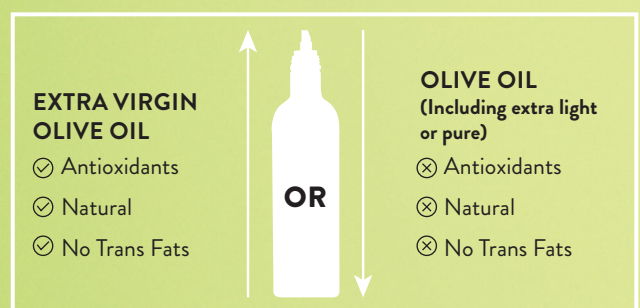 EXTRA VIRGIN
OLIVE OIL
Antioxidants
Natural
No Trans Fats
OR
OLIVE OIL
(Including extra light
or pure)
Antioxidants
Natural
No Trans Fats